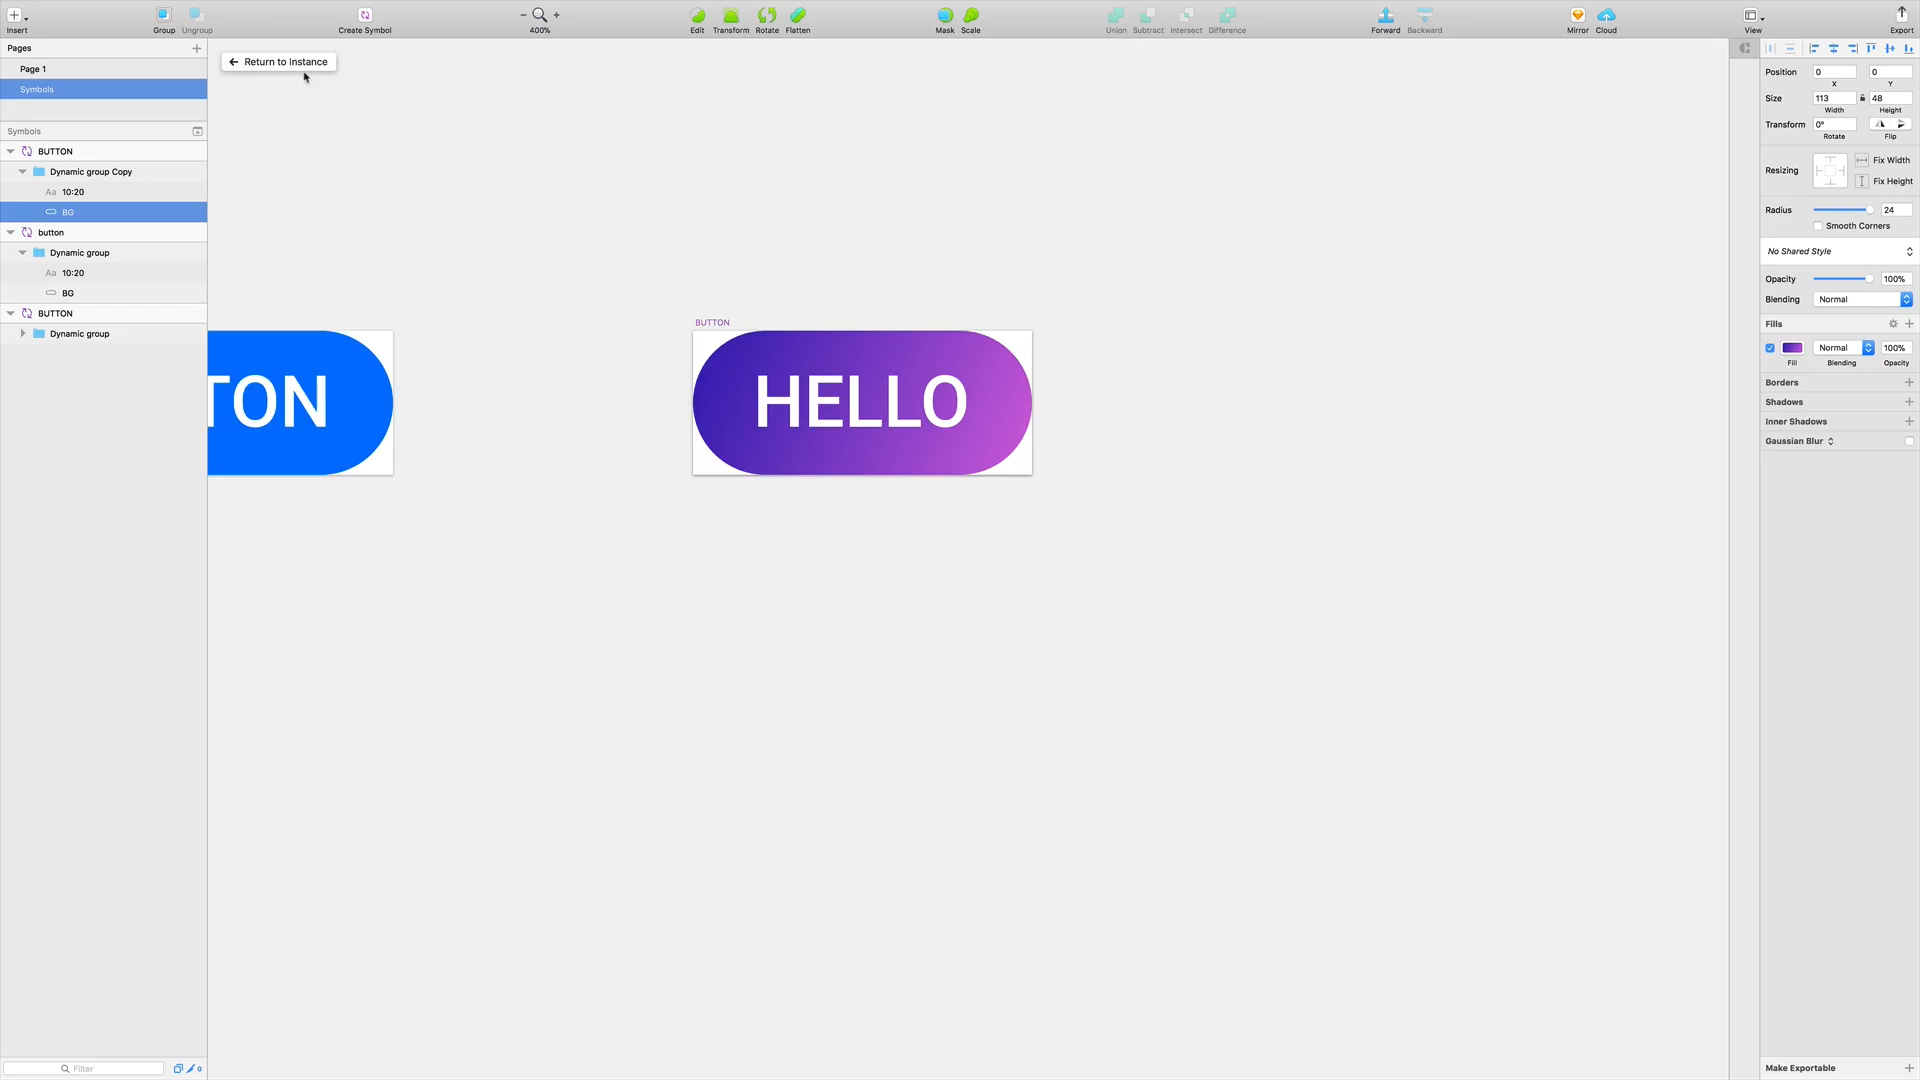 Insert
Group
Ungroup
Create Symbol
400%
Edit
Transform
Rotate
Flatten
Mask
Scale
Union
Subtract
Intersect
Difference
Forward
Backward
Mirror
Cloud
View
Export
Pages
Page 1
Symbols
Symbols
BUTTON
Dynamic group Copy
Aa 10:20
BG
button
Dynamic group
Aa 10:20
BG
BUTTON
Dynamic group
Filter
0
← Return to Instance
TON
BUTTON
HELLO
Position 0 0
X Y
Size 113 48
Width Height
Transform 0°
Rotate Flip
Resizing
Fix Width
Fix Height
Radius 24
Smooth Corners
No Shared Style
Opacity 100%
Blending Normal
Fills
Normal 100%
Fill Blending Opacity
Borders
Shadows
Inner Shadows
Gaussian Blur
Make Exportable